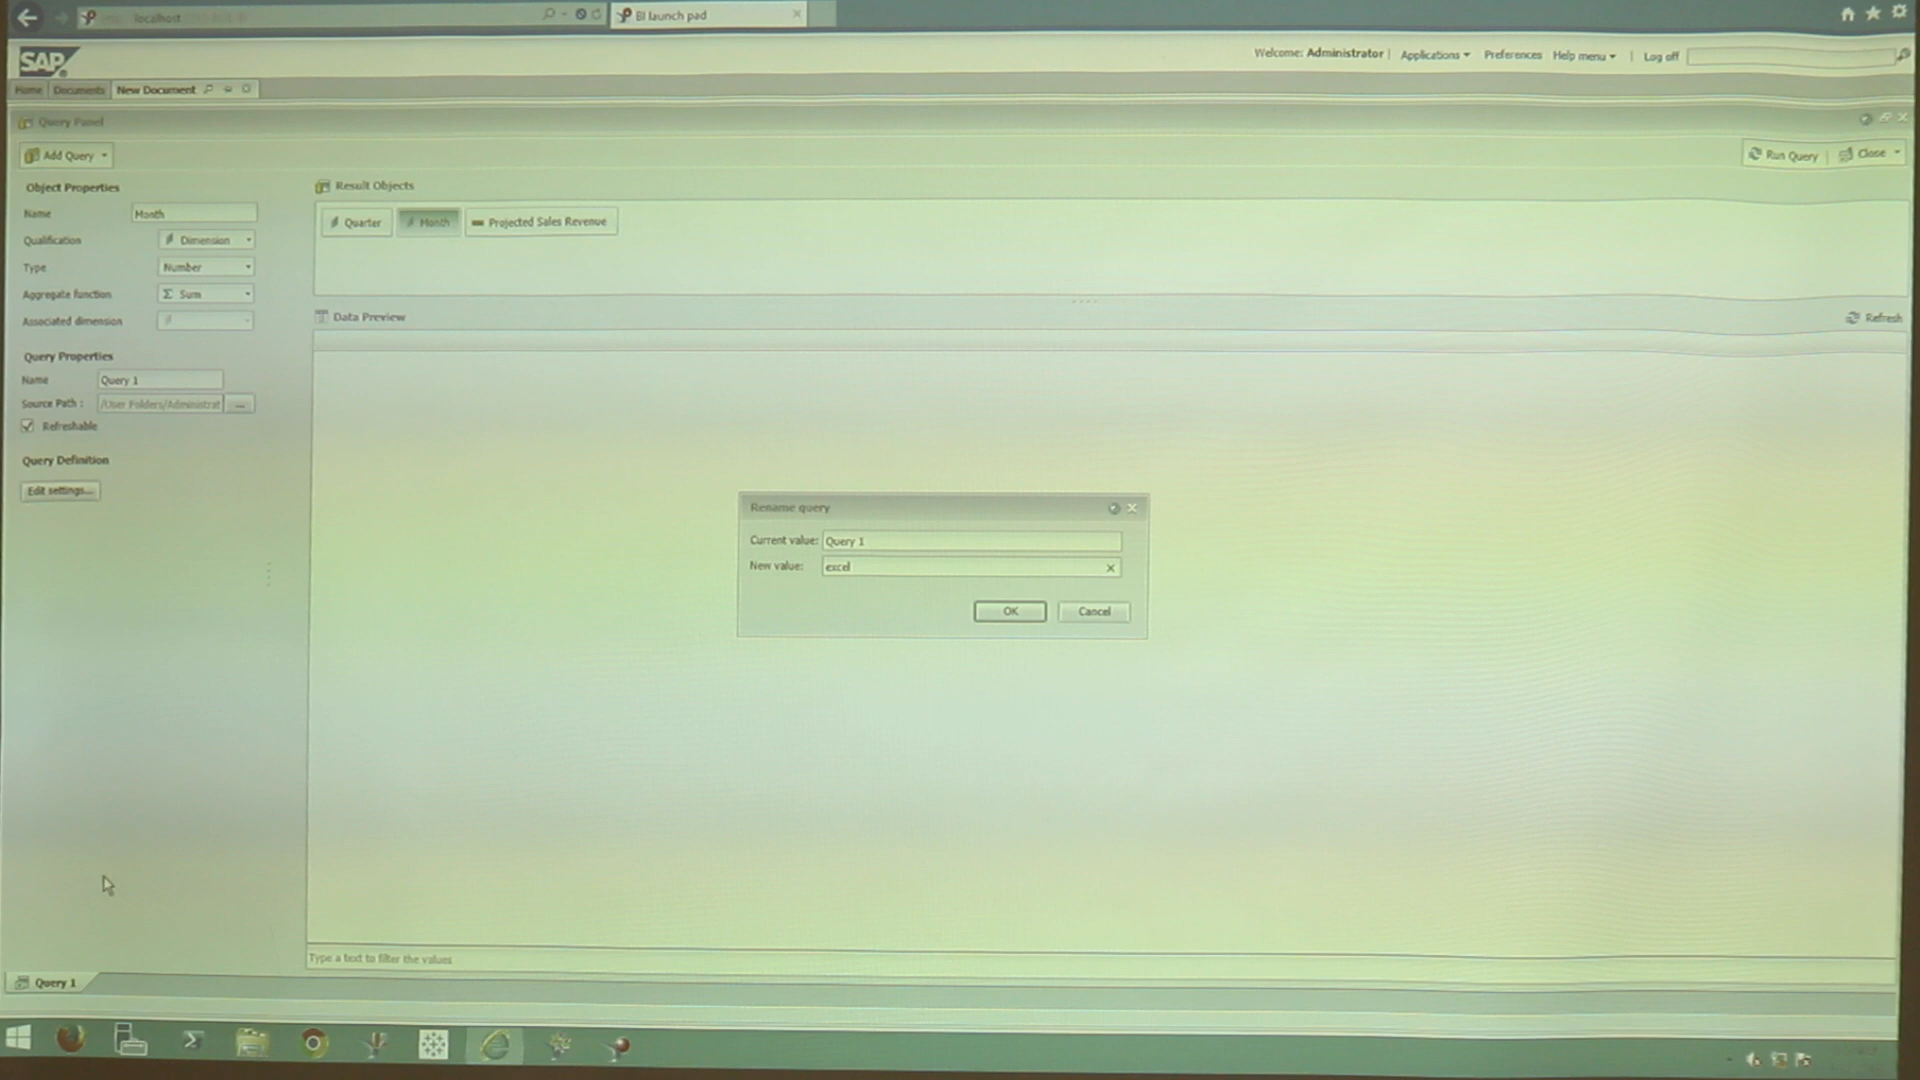 localhost
BI launch pad
SAP
Welcome: Administrator | Applications Preferences Help menu | Log off
Home Documents New Document
Query Panel
Add Query
Run Query Close
Object Properties
Name Month
Qualification Dimension
Type Number
Aggregate function Σ Sum
Associated dimension
Query Properties
Name Query 1
Source Path : /User Folders/Administrat ...
Refreshable
Query Definition
Edit settings...
Result Objects
Quarter Month Projected Sales Revenue
Data Preview
Refresh
Rename query
Current value: Query 1
New value: excel
OK Cancel
Type a text to filter the values
Query 1